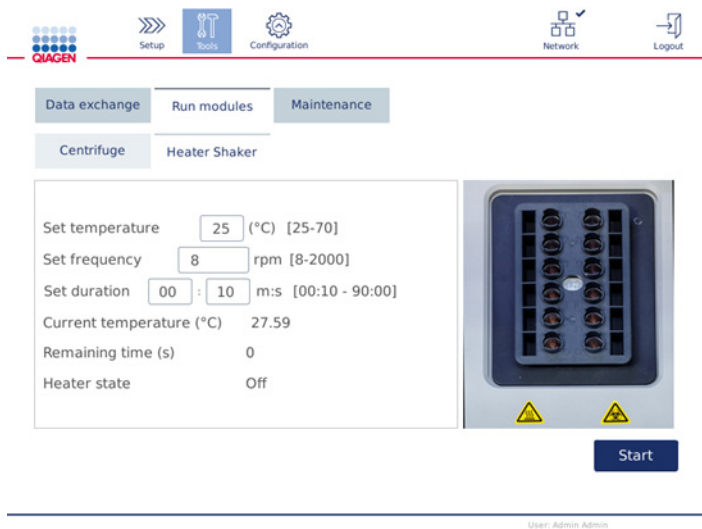 QIAGEN
Setup
Tools
Configuration
Network
Logout
Data exchange
Run modules
Maintenance
Centrifuge
Heater Shaker
Set temperature 25 (°C) [25-70]
Set frequency 8 rpm [8-2000]
Set duration 00 : 10 m:s [00:10 - 90:00]
Current temperature (°C) 27.59
Remaining time (s) 0
Heater state Off
Start
User: Admin Admin